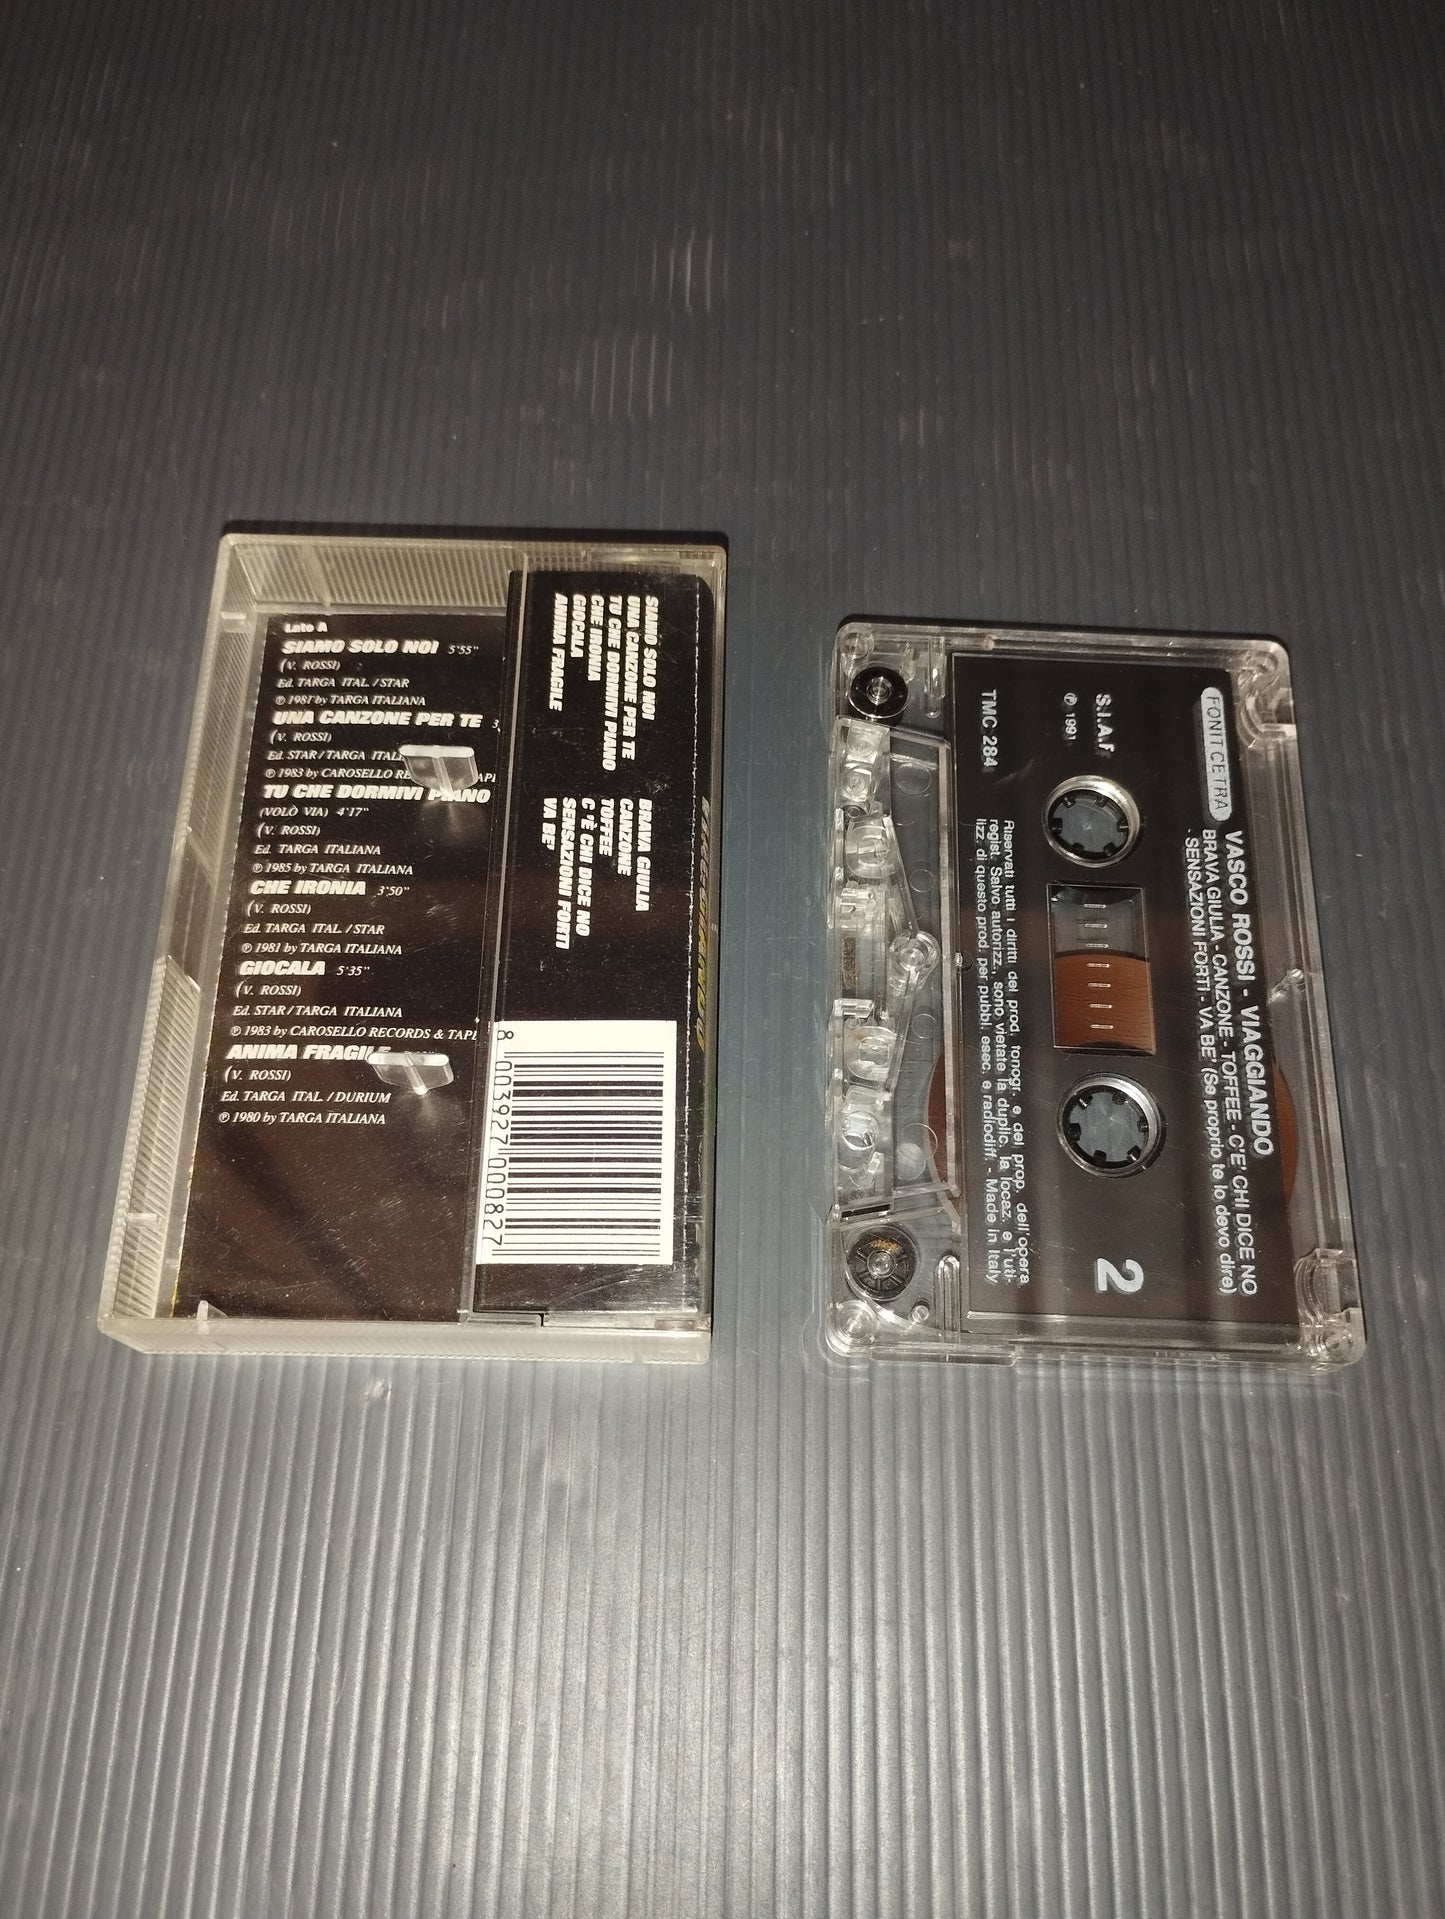 Lato A
SIAMO SOLO NOI 5'55"
(V. ROSSI)
Ed. TARGA ITAL. / STAR
℗ 1981 by TARGA ITALIANA
UNA CANZONE PER TE 3
(V. ROSSI)
Ed. STAR / TARGA ITAL
℗ 1983 by CAROSELLO REC TAPE
TU CHE DORMIVI PIANO
(VOLÒ VIA) 4'17"
(V. ROSSI)
Ed. TARGA ITALIANA
℗ 1985 by TARGA ITALIANA
CHE IRONIA 3'50"
(V. ROSSI)
Ed. TARGA ITAL. / STAR
℗ 1981 by TARGA ITALIANA
GIOCALA 5'35"
(V. ROSSI)
Ed. STAR / TARGA ITALIANA
℗ 1983 by CAROSELLO RECORDS & TAPE
ANIMA FRAGILE
(V. ROSSI)
Ed. TARGA ITAL. / DURIUM
℗ 1980 by TARGA ITALIANA
SIAMO SOLO NOI
UNA CANZONE PER TE
TU CHE DORMIVI PIANO
CHE IRONIA
GIOCALA
ANIMA FRAGILE
BRAVA GIULIA
CANZONE
TOFFEE
C'È CHI DICE NO
SENSAZIONI FORTI
VA BE'
8 003927 000827
FONIT CETRA
VASCO ROSSI - VIAGGIANDO
BRAVA GIULIA - CANZONE - TOFFEE - C'E' CHI DICE NO
- SENSAZIONI FORTI - VA BE' (Se proprio te lo devo dire)
S.I.A.E.
℗ 1991
2
TMC 284
Riservati tutti i diritti del prod. fonogr. e del prop. dell'opera
regist. Salvo autorizz., sono vietate la duplic. la locaz. e l'uti-
lizz. di questo prod. per pubbl. esec. e radiodiff. - Made in Italy